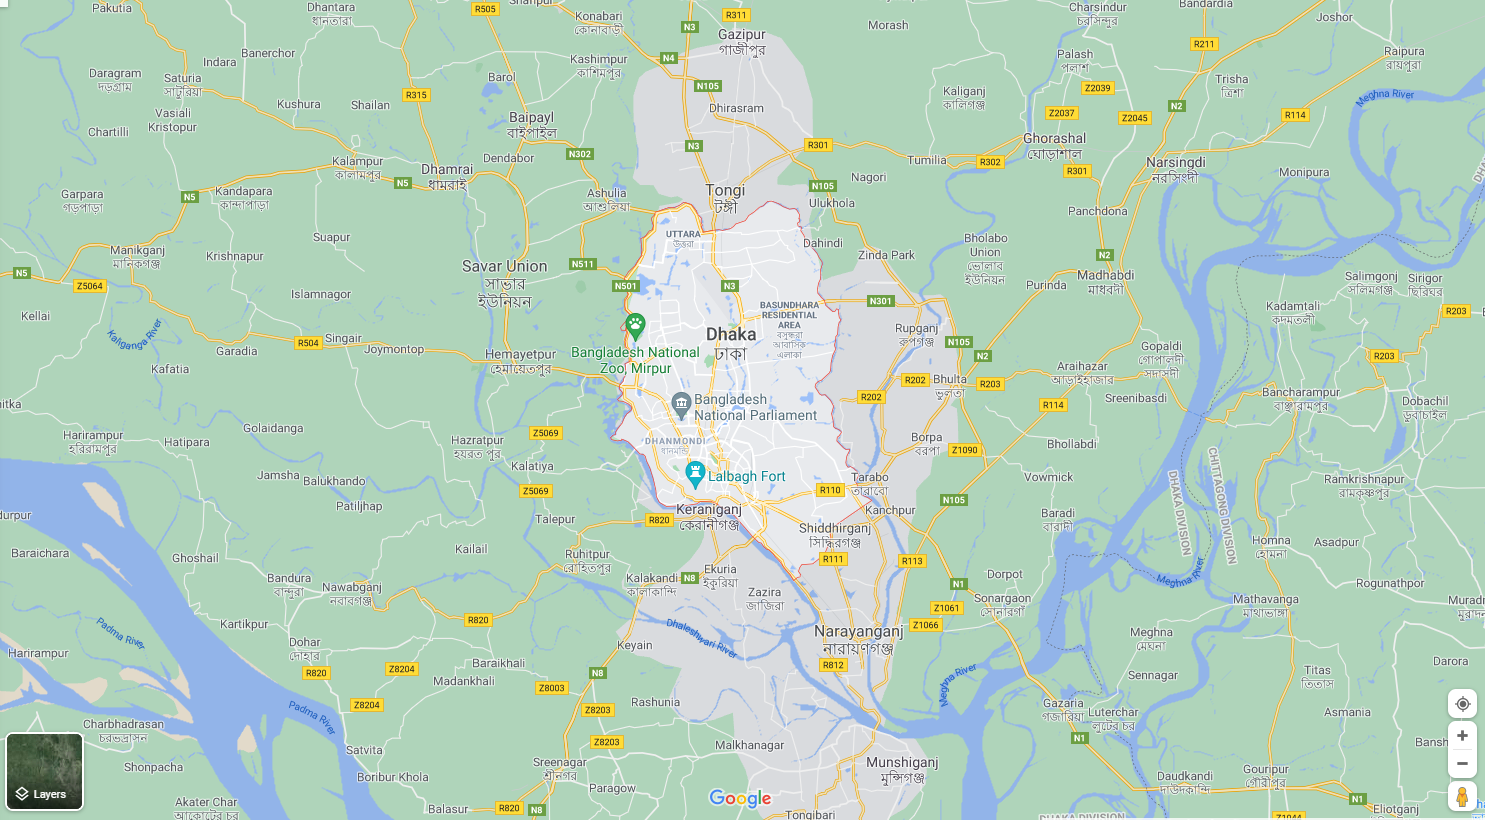 Pakutia
Dhantara
ধানতারা
R505
Shanpur
Konabari
কোনাবাড়ী
N3
R311
Gazipur
গাজীপুর
Morash
Charsindur
চরসিন্দুর
Bandardia
Joshor
Banerchor
Indara
Kashimpur
কাশিমপুর
N4
R211
Palash
পলাশ
Raipura
রায়পুরা
Daragram
দড়গ্রাম
Saturia
সাটুরিয়া
Barol
N105
Trisha
ত্রিশা
Z2039
Kaliganj
কালিগঞ্জ
Meghna River
R315
Kushura
Shailan
Dhirasram
N2
Vasiali
Kristopur
Z2037
Z2045
R114
Chartilli
Baipayl
বাইপাইল
Ghorashal
ঘোড়াশাল
N3
R301
N302
Dendabor
Kalampur
কালামপুর
Dhamrai
ধামরাই
Tumilia
R302
Narsingdi
নরসিংদী
R301
Monipura
Nagori
N5
Kandapara
কান্দাপাড়া
N105
Tongi
টঙ্গী
Garpara
গড়পাড়া
N5
Ashulia
আশুলিয়া
Ulukhola
Panchdona
UTTARA
উত্তরা
Suapur
Dahindi
Bholabo
Union
ভোলাব
ইউনিয়ন
Manikganj
মানিকগঞ্জ
Krishnapur
Zinda Park
N2
Savar Union
সাভার
ইউনিয়ন
N511
N5
Z5064
N501
N3
Madhabdi
মাধবদী
Purinda
Salimgonj
সলিমগঞ্জ
Sirigor
ছিরিঘর
Islamnagor
N301
BASUNDHARA
RESIDENTIAL
AREA
বসুন্ধরা
আবাসিক
এলাকা
Kadamtali
কদমতলী
R203
Kellai
Kaliganga River
Dhaka
ঢাকা
Rupganj
রুপগঞ্জ
Singair
R504
N105
Garadia
Joymontop
Hemayetpur
হেমায়েতপুর
Bangladesh National
Zoo, Mirpur
N2
Gopaldi
গোপালদী
সদাসদী
R203
Kafatia
Araihazar
আড়াইহাজার
R202
Bhulta
ভুলতা
R203
Bancharampur
বাঞ্ছারামপুর
R202
Bangladesh
National Parliament
R114
Sreenibasdi
Dobachil
ডুবাচাইল
Golaidanga
Harirampur
হরিরামপুর
Hatipara
Hazratpur
হযরত পুর
Z5069
DHANMONDI
ধানমন্ডি
Borpa
বরপা
Z1090
Bhollabdi
Kalatiya
Jamsha
Balukhando
Lalbagh Fort
Tarabo
তারাবো
Vowmick
CHITTAGONG DIVISION
DHAKA DIVISION
Ramkrishnapur
রামকৃষ্ণপুর
Z5069
R110
N105
Patiljhap
Keraniganj
কেরানীগঞ্জ
Kanchpur
Talepur
R820
Baradi
বারাদী
Shiddhirganj
সিদ্ধিরগঞ্জ
Homna
হোমনা
Asadpur
Baraichara
Ghoshail
Kailail
Ruhitpur
রোহিতপুর
R111
R113
Ekuria
ইকুরিয়া
Kalakandi
কালাকান্দি
N8
Bandura
বান্দুরা
Nawabganj
নবাবগঞ্জ
Dorpot
N1
Meghna River
Rogunathpor
Sonargaon
সোনারগাঁ
Zazira
জাজিরা
Mathavanga
মাথাভাঙ্গা
Z1061
Kartikpur
R820
Padma River
Dhaleshwari River
Narayanganj
নারায়ণগঞ্জ
Z1066
Meghna
মেঘনা
Dohar
দোহার
Keyain
Harirampur
Baraikhali
R812
Z8204
R820
N8
Madankhali
Meghna River
Sennagar
Titas
তিতাস
Darora
Z8003
Rashunia
Z8204
Z8203
Gazaria
গজারিয়া
Luterchar
লুটের চর
Asmania
Padma River
Charbhadrasan
চরভদ্রাসন
N1
Satvita
Z8203
Malkhanagar
Shonpacha
Boribur Khola
Sreenagar
শ্রীনগর
Munshiganj
মুন্সিগঞ্জ
Daudkandi
দাউদকান্দি
Gouripur
গৌরীপুর
Paragow
Layers
Google
N1
Akater Char
আকোটের চর
Balasur
R820
N8
Tongibari
DHAKA DIVISION
Z1044
Eliotganj